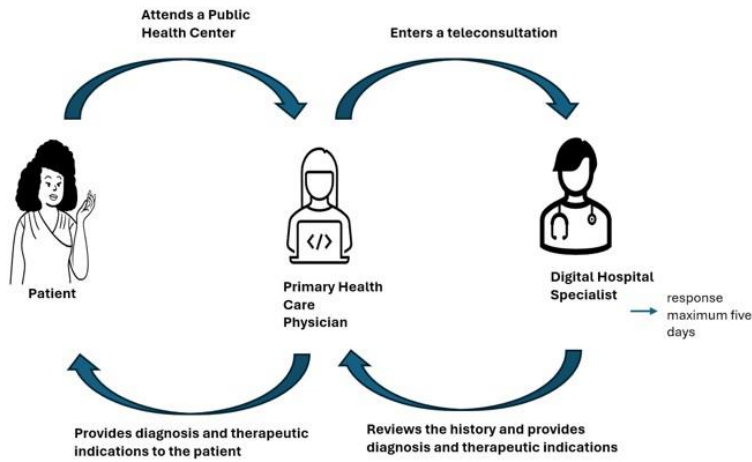 Attends a Public
Health Center
Enters a teleconsultation
</>
Patient
Primary Health
Care
Physician
Digital Hospital
Specialist
response
maximum five
days
Provides diagnosis and therapeutic
indications to the patient
Reviews the history and provides
diagnosis and therapeutic indications